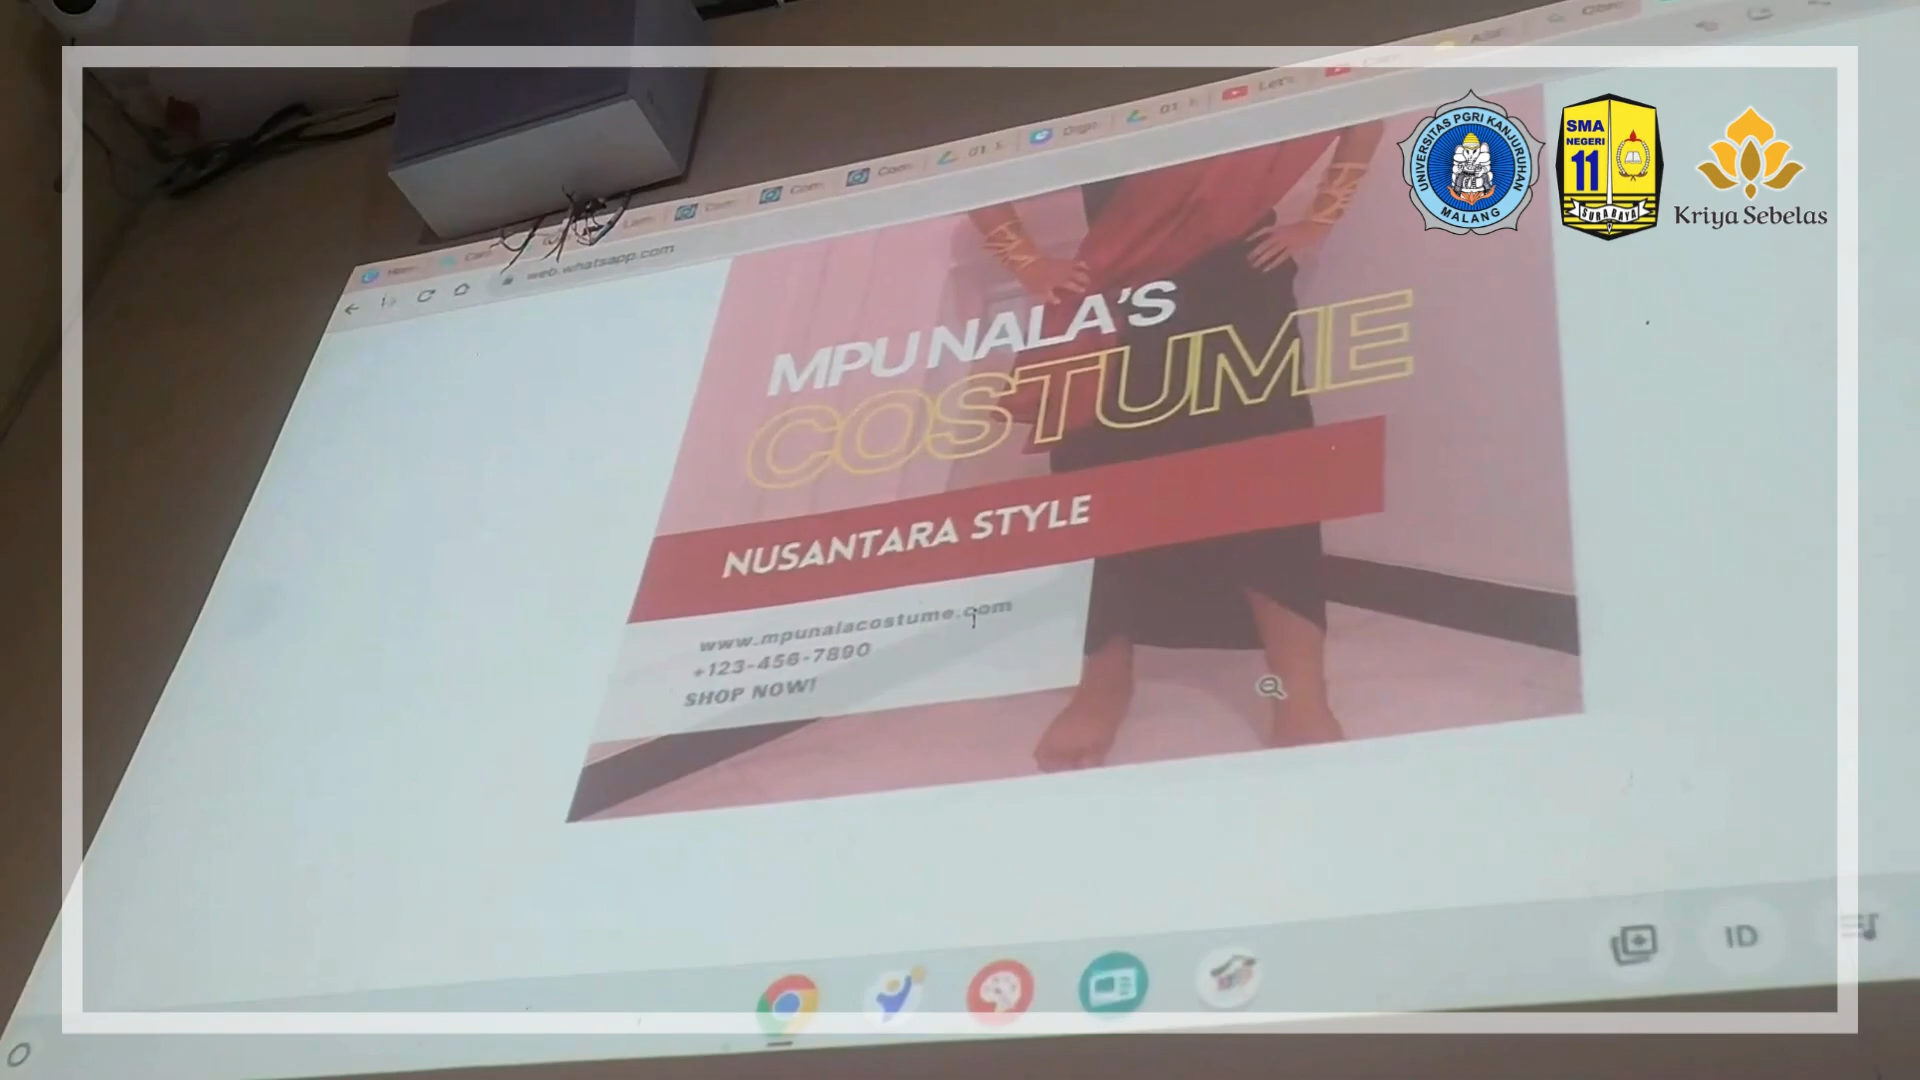 UNIVERSITAS PGRI KANJURUHAN
MALANG
SMA
NEGERI
11
SURABAYA
Kriya Sebelas
web.whatsapp.com
MPU NALA'S
COSTUME
NUSANTARA STYLE
www.mpunalacostume.com
+123-456-7890
SHOP NOW!
ID